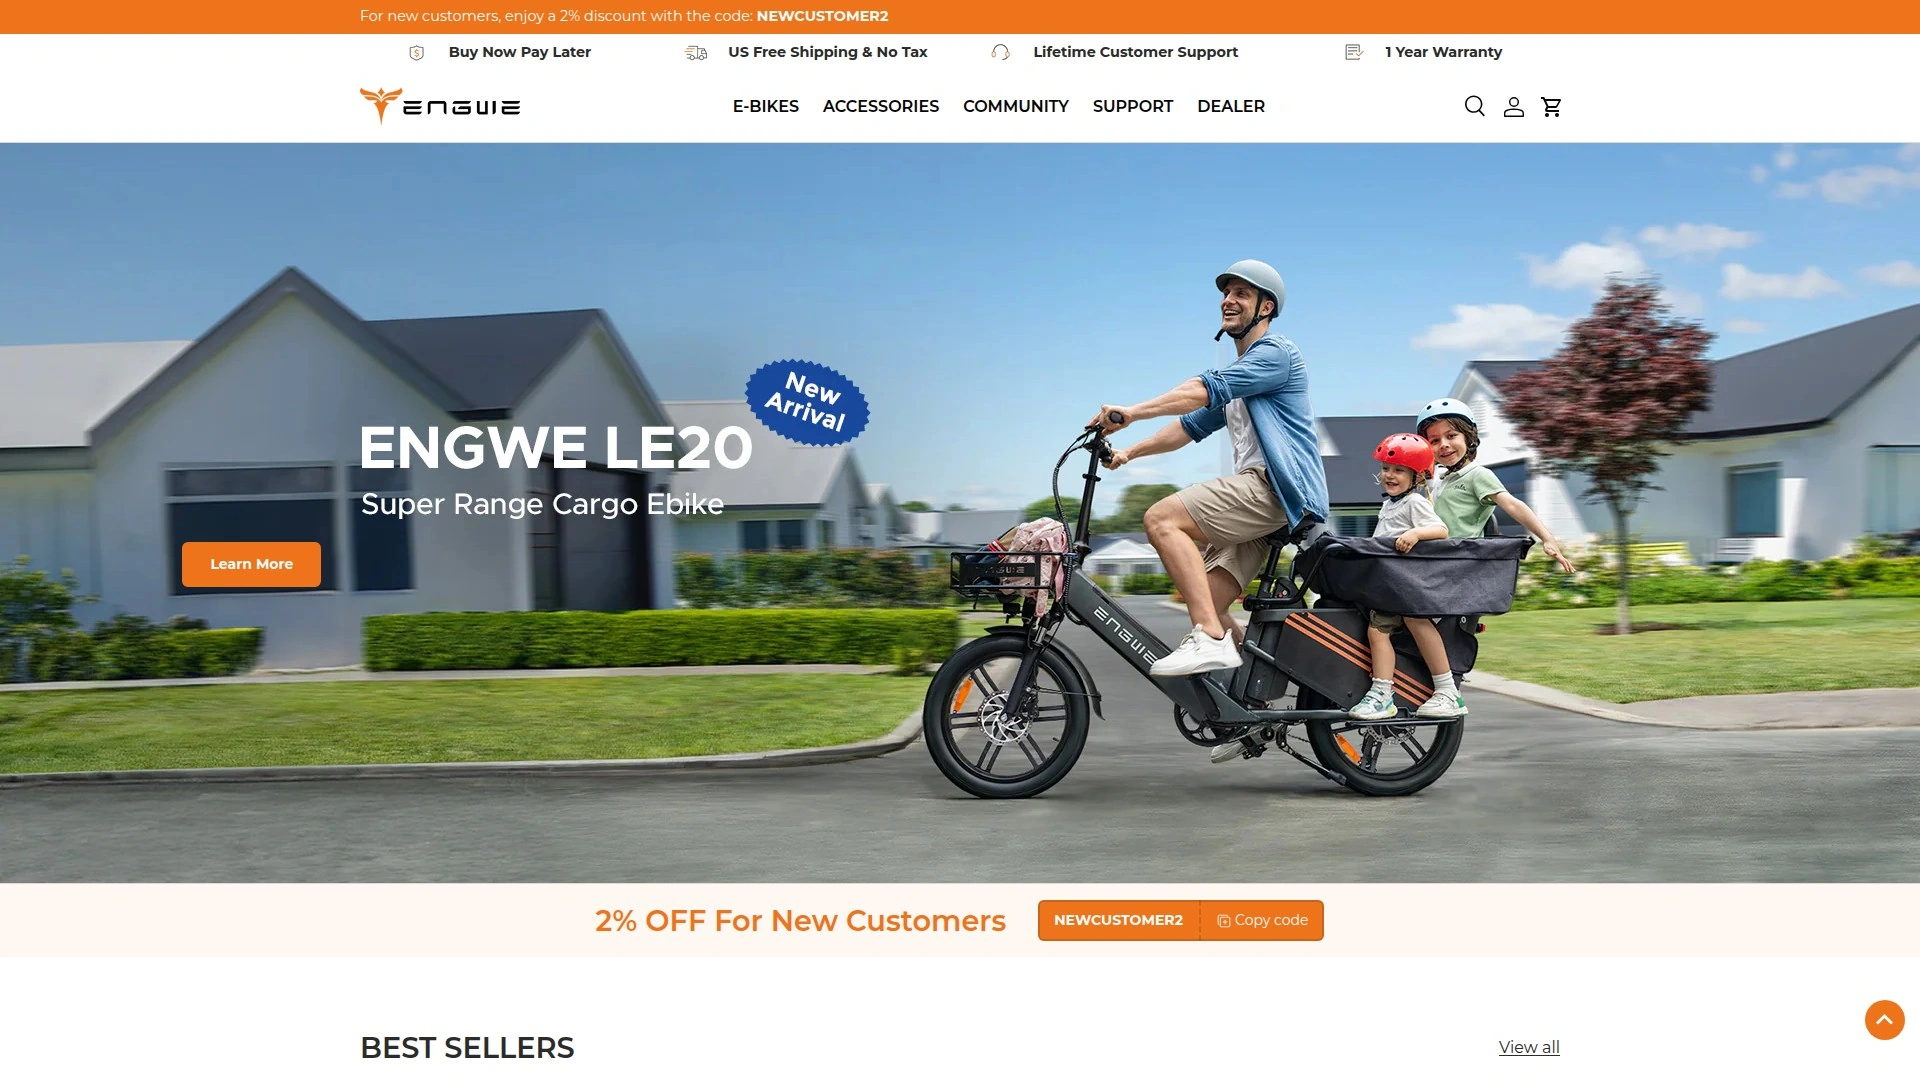 For new customers, enjoy a 2% discount with the code: NEWCUSTOMER2
Buy Now Pay Later
US Free Shipping & No Tax
Lifetime Customer Support
1 Year Warranty
ENGWE
E-BIKES
ACCESSORIES
COMMUNITY
SUPPORT
DEALER
New
Arrival
ENGWE LE20
Super Range Cargo Ebike
Learn More
ENGWE
ENGWE
2% OFF For New Customers
NEWCUSTOMER2
Copy code
BEST SELLERS
View all